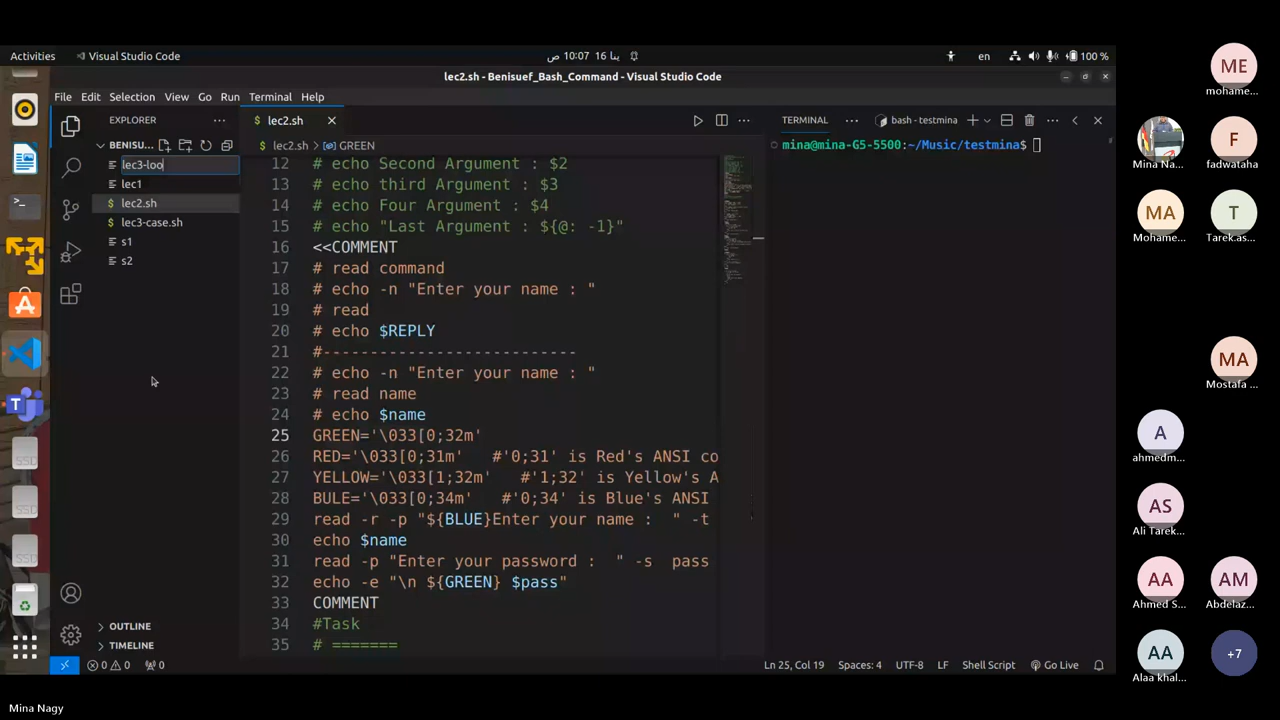 Activities
Visual Studio Code
ص 10:07 16 ينا
en
100 %
lec2.sh - Benisuef_Bash_Command - Visual Studio Code
File Edit Selection View Go Run Terminal Help
EXPLORER
BENISU...
lec3-loo
lec1
lec2.sh
lec3-case.sh
s1
s2
OUTLINE
TIMELINE
lec2.sh
lec2.sh > GREEN
12 # echo Second Argument : $2
13 # echo third Argument : $3
14 # echo Four Argument : $4
15 # echo "Last Argument : ${@: -1}"
16 <<COMMENT
17 # read command
18 # echo -n "Enter your name : "
19 # read
20 # echo $REPLY
21 #--------------------------
22 # echo -n "Enter your name : "
23 # read name
24 # echo $name
25 GREEN='\033[0;32m'
26 RED='\033[0;31m' #'0;31' is Red's ANSI co
27 YELLOW='\033[1;32m' #'1;32' is Yellow's A
28 BULE='\033[0;34m' #'0;34' is Blue's ANSI
29 read -r -p "${BLUE}Enter your name : " -t
30 echo $name
31 read -p "Enter your password : " -s pass
32 echo -e "\n ${GREEN} $pass"
33 COMMENT
34 #Task
35 # =======
TERMINAL
bash - testmina
mina@mina-G5-5500:~/Music/testmina$
0 0 0
Ln 25, Col 19
Spaces: 4
UTF-8
LF
Shell Script
Go Live
SSD
SSD
SSD
ME
mohame...
Mina Na...
F
fadwataha
MA
Mohame...
T
Tarek.as...
MA
Mostafa ...
A
ahmedm...
AS
Ali Tarek...
AA
Ahmed S...
AM
Abdelaz...
AA
Alaa khal...
+7
Mina Nagy